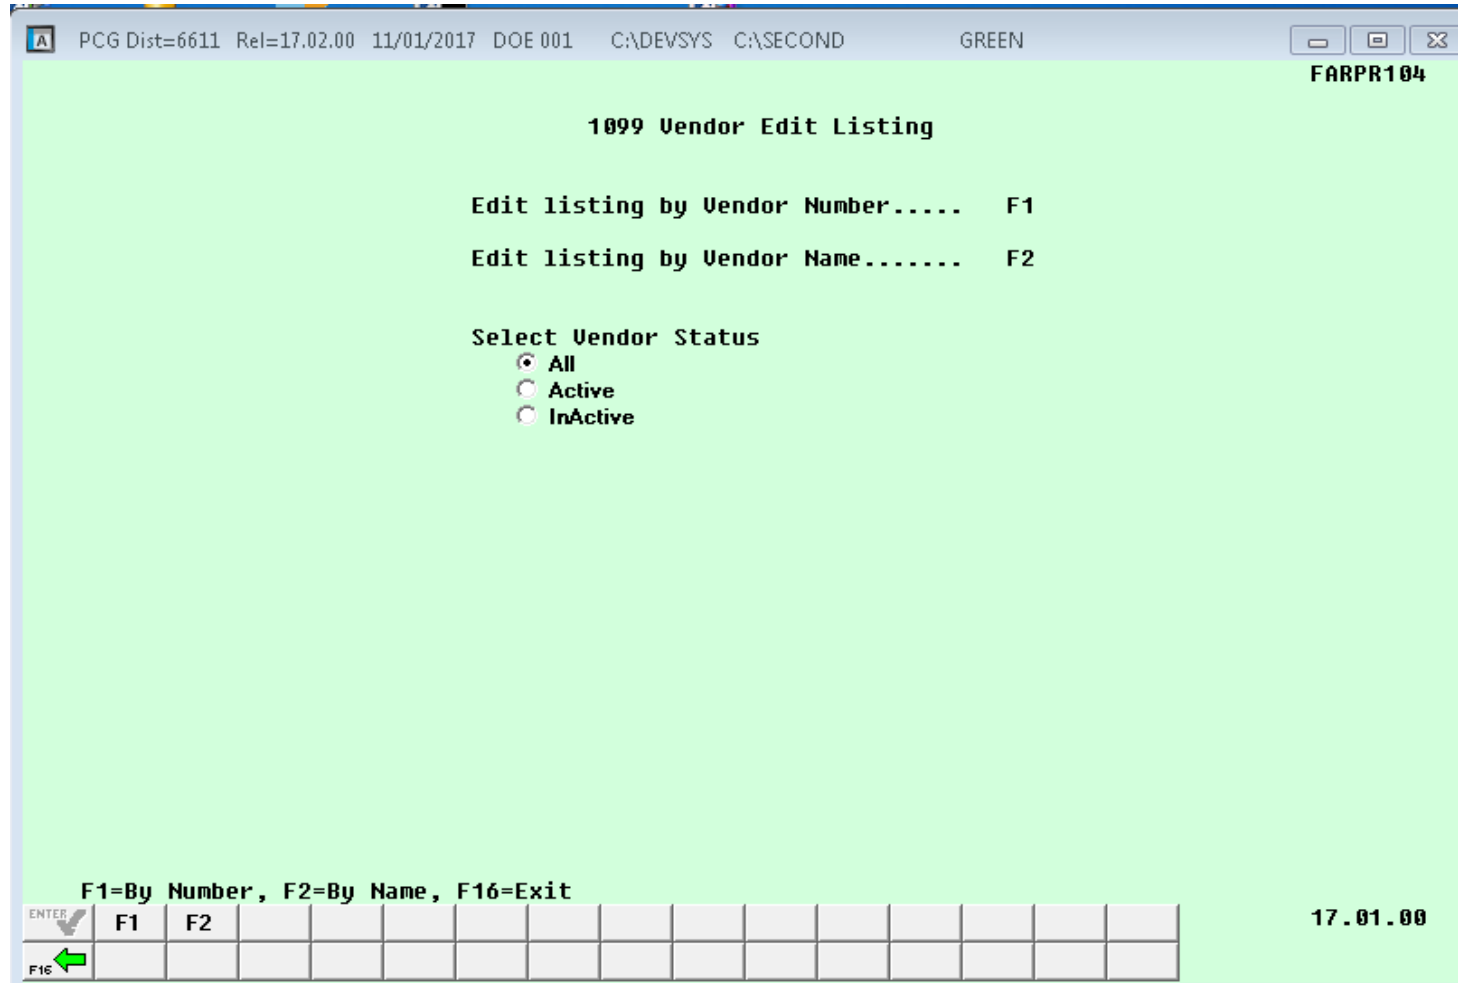 A PCG Dist=6611 Rel=17.02.00 11/01/2017 DOE 001 C:\DEVSYS C:\SECOND GREEN
FARPR104
1099 Vendor Edit Listing
Edit listing by Vendor Number..... F1
Edit listing by Vendor Name....... F2
Select Vendor Status
All
Active
InActive
F1=By Number, F2=By Name, F16=Exit
ENTER F1 F2
17.01.00
F16